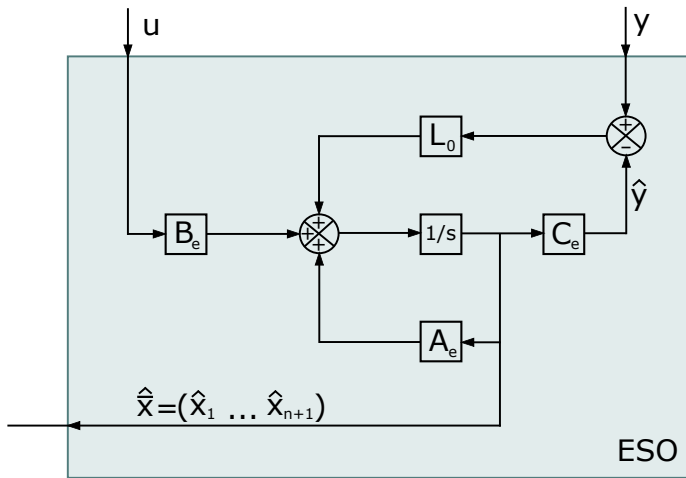 u
y
+
−
L₀
ŷ
+
+
+
Bₑ
1/s
Cₑ
Aₑ
x̄̂=(x̂₁ ... x̂ₙ₊₁)
ESO